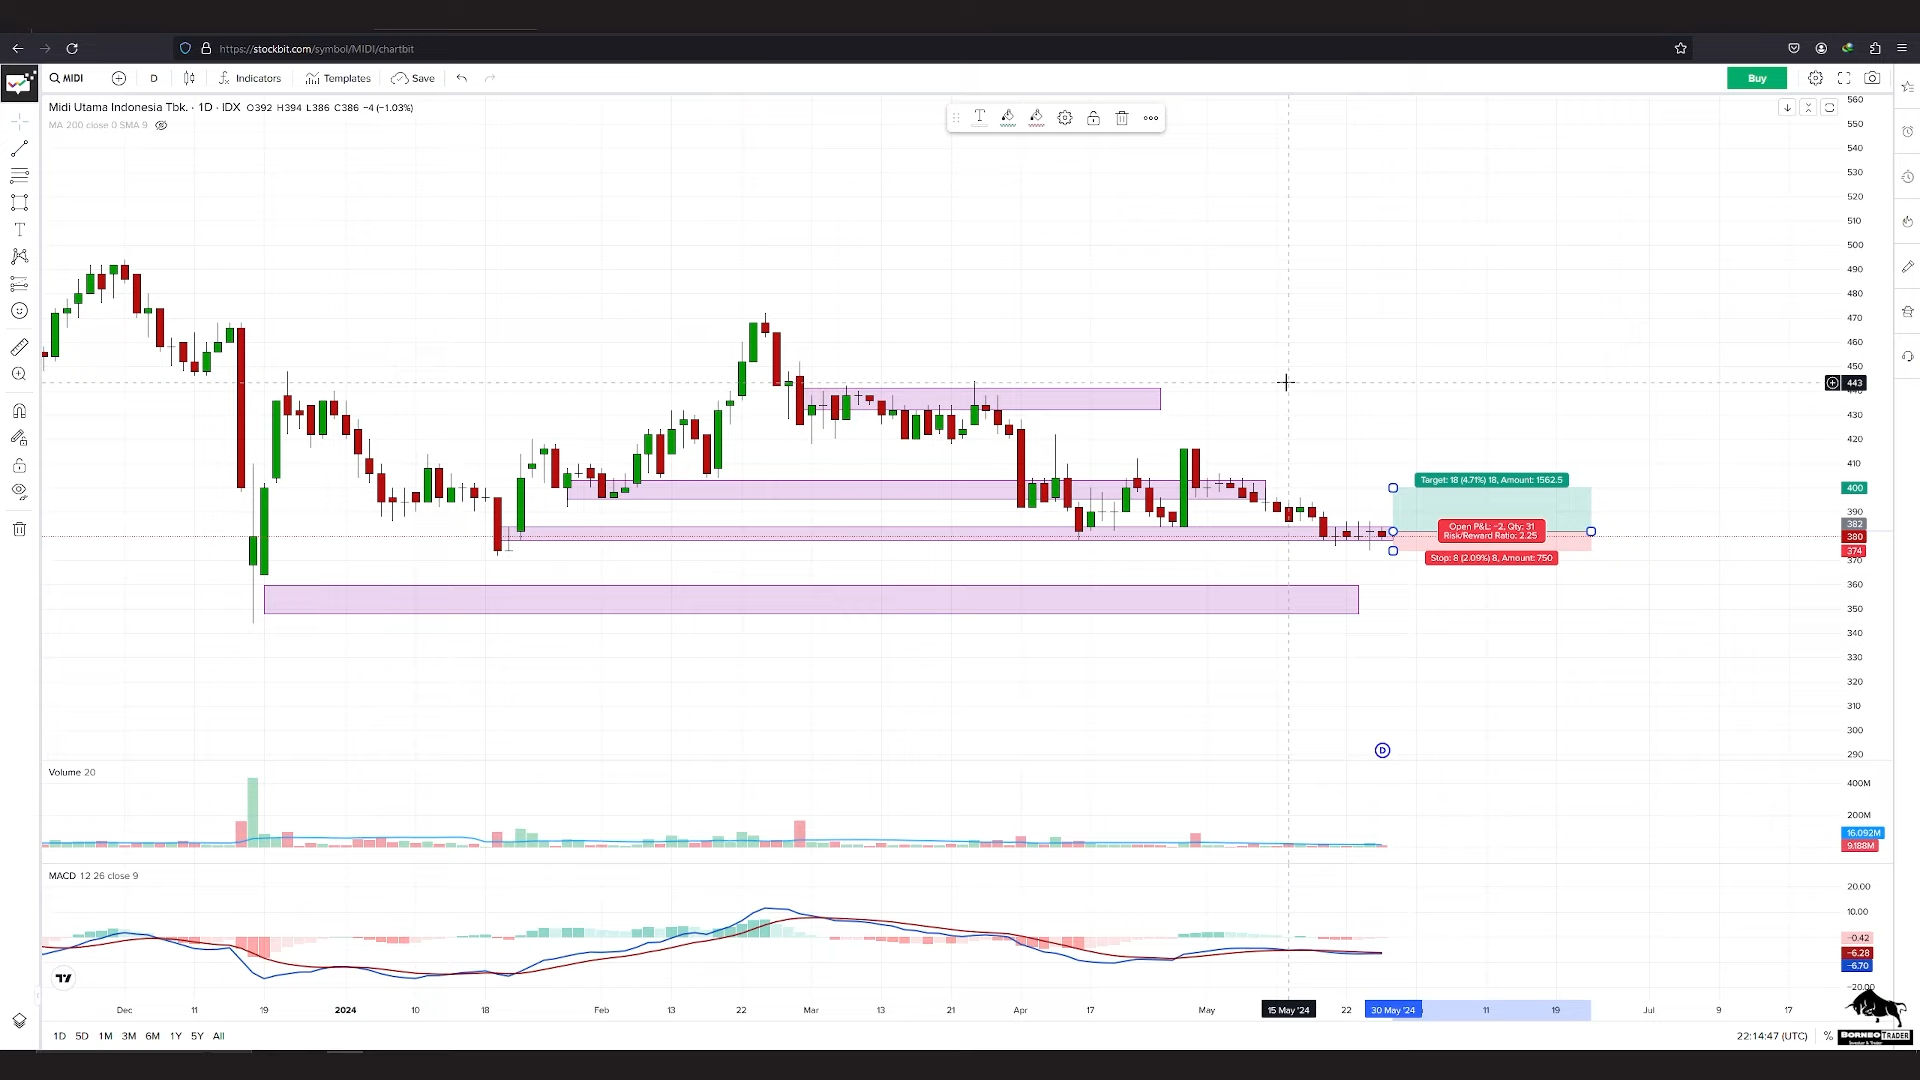 https://stockbit.com/symbol/MIDI/chartbit
MIDI
D
Indicators
Templates
Save
Buy
Midi Utama Indonesia Tbk. · 1D · IDX O392 H394 L386 C386 −4 (−1.03%)
MA 200 close 0 SMA 9
T
560
550
540
530
520
510
500
490
480
470
460
450
443
430
420
410
400
390
382
380
374
370
360
350
340
330
320
310
300
290
Target: 18 (4.71%) 18, Amount: 1562.5
Open P&L: −2, Qty: 31
Risk/Reward Ratio: 2.25
Stop: 8 (2.09%) 8, Amount: 750
D
Volume 20
400M
200M
16.092M
9.188M
MACD 12 26 close 9
20.00
10.00
−0.42
−6.28
−6.70
−20.00
Dec 11 19 2024 10 18 Feb 13 22 Mar 13 21 Apr 17 May 15 May '24 22 30 May '24 11 19 Jul 9 17
1D 5D 1M 3M 6M 1Y 5Y All
22:14:47 (UTC) %
BORNEO TRADER
Investor & Trader